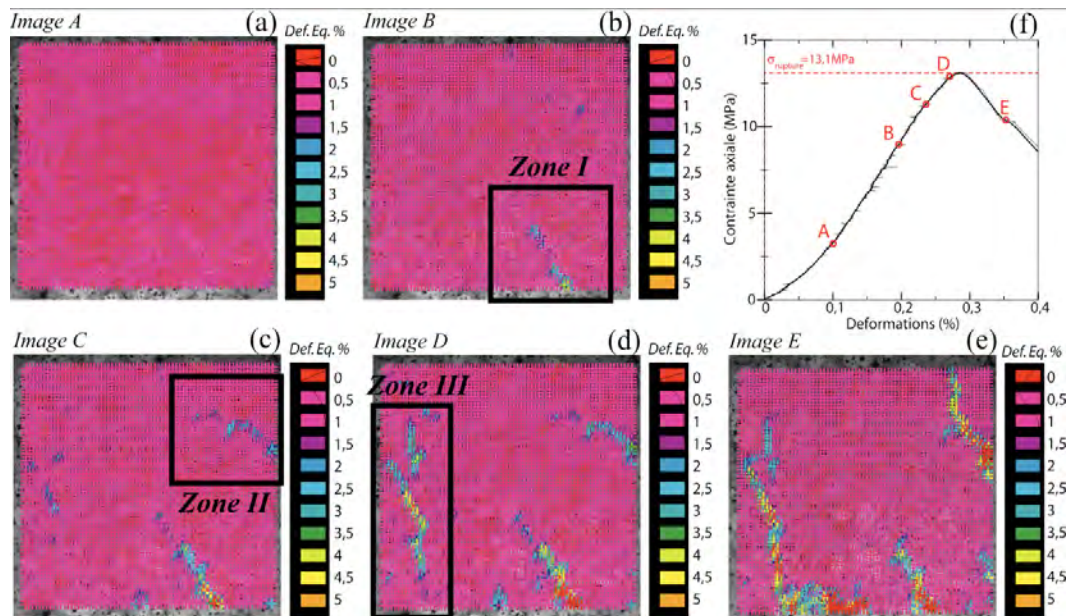 Image A
(a)
Def. Eq. %
0
0,5
1
1,5
2
2,5
3
3,5
4
4,5
5
Image B
(b)
Zone I
Def. Eq. %
0
0,5
1
1,5
2
2,5
3
3,5
4
4,5
5
(f)
Contrainte axiale (MPa)
15
10
5
0
σrupture=13,1MPa
A
B
C
D
E
0
0,1
0,2
0,3
0,4
Deformations (%)
Image C
(c)
Zone II
Def. Eq. %
0
0,5
1
1,5
2
2,5
3
3,5
4
4,5
5
Image D
(d)
Zone III
Def. Eq. %
0
0,5
1
1,5
2
2,5
3
3,5
4
4,5
5
Image E
(e)
Def. Eq. %
0
0,5
1
1,5
2
2,5
3
3,5
4
4,5
5